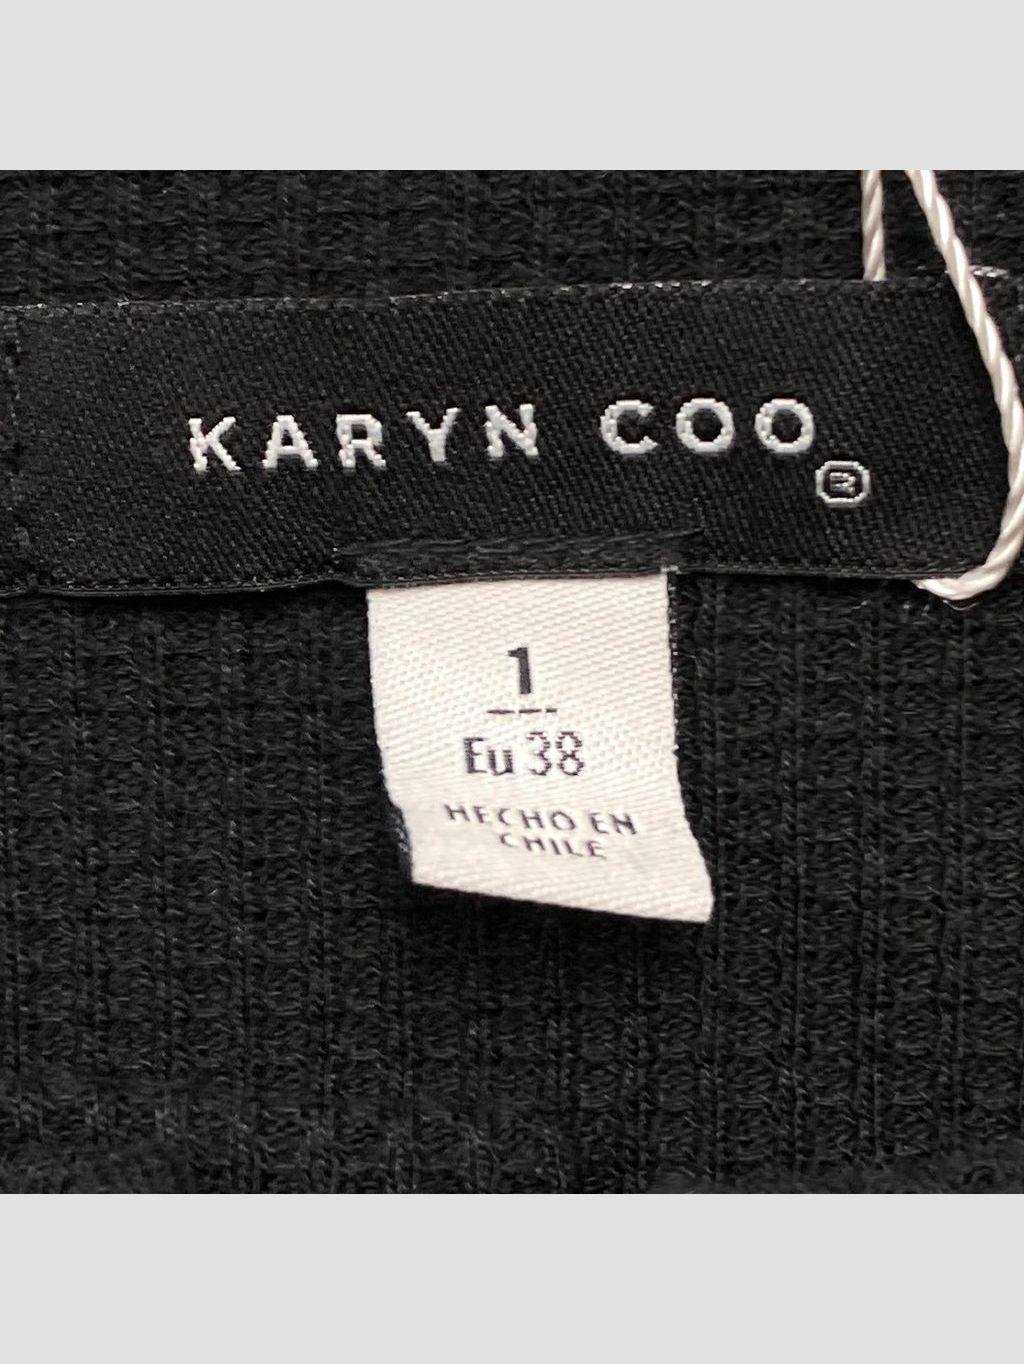 KARYN COO ®
1
Eu 38
HECHO EN
CHILE